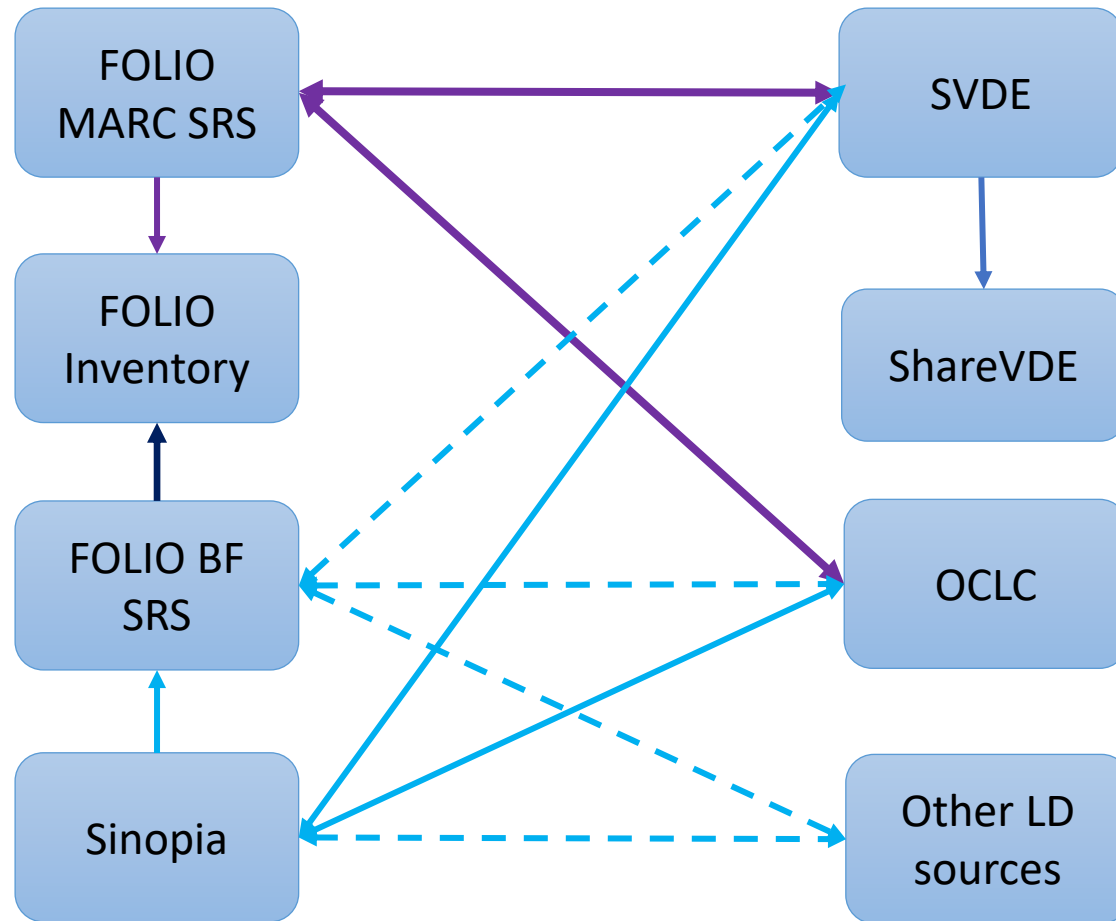 FOLIO
MARC SRS
SVDE
FOLIO
Inventory
ShareVDE
FOLIO BF
SRS
OCLC
Sinopia
Other LD
sources